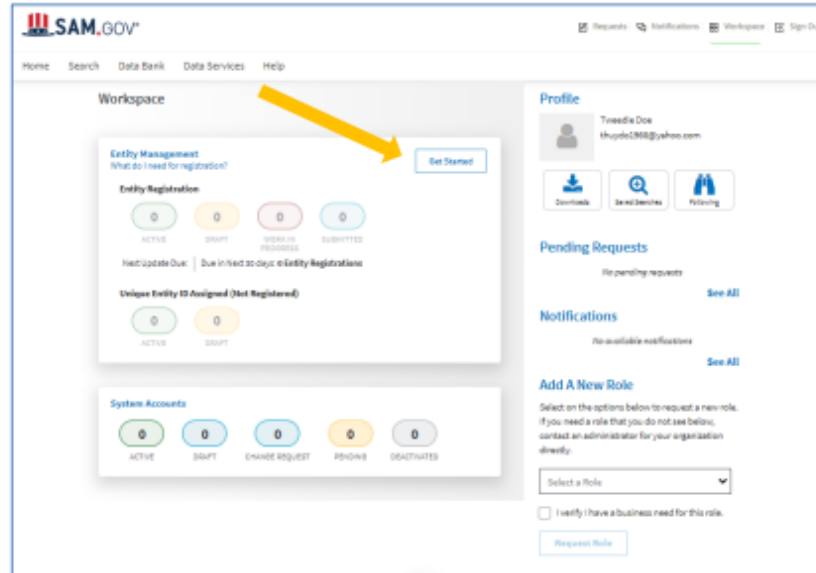 SAM.GOV®
Requests Notifications Workspace Sign Ou
Home Search Data Bank Data Services Help
Workspace
Entity Management
What do I need for registration?
Get Started
Entity Registration
0 0 0 0
ACTIVE DRAFT WORK IN PROGRESS SUBMITTED
Next Update Due: Due in Next 30 days: 0 Entity Registrations
Unique Entity ID Assigned (Not Registered)
0 0
ACTIVE DRAFT
System Accounts
0 0 0 0 0
ACTIVE DRAFT CHANGE REQUEST PENDING DEACTIVATED
Profile
Tweedle Doe
thuydo1968@yahoo.com
Downloads Saved Searches Following
Pending Requests
No pending requests
See All
Notifications
No available notifications
See All
Add A New Role
Select on the options below to request a new role.
If you need a role that you do not see below,
contact an administrator for your organization
directly.
Select a Role
I verify I have a business need for this role.
Request Role